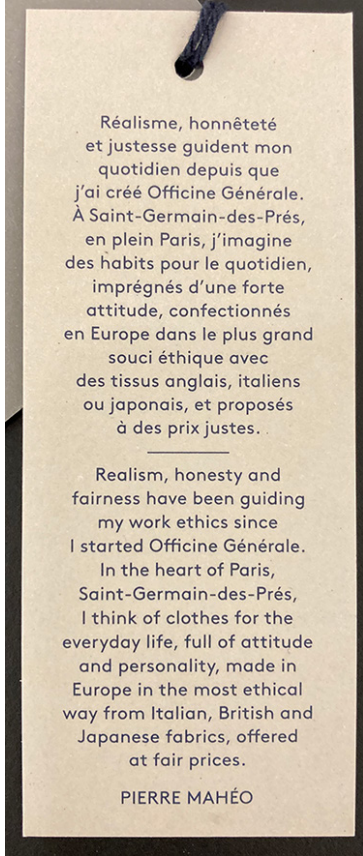 Réalisme, honnêteté
et justesse guident mon
quotidien depuis que
j’ai créé Officine Générale.
À Saint-Germain-des-Prés,
en plein Paris, j’imagine
des habits pour le quotidien,
imprégnés d’une forte
attitude, confectionnés
en Europe dans le plus grand
souci éthique avec
des tissus anglais, italiens
ou japonais, et proposés
à des prix justes.
Realism, honesty and
fairness have been guiding
my work ethics since
I started Officine Générale.
In the heart of Paris,
Saint-Germain-des-Prés,
I think of clothes for the
everyday life, full of attitude
and personality, made in
Europe in the most ethical
way from Italian, British and
Japanese fabrics, offered
at fair prices.
PIERRE MAHÉO